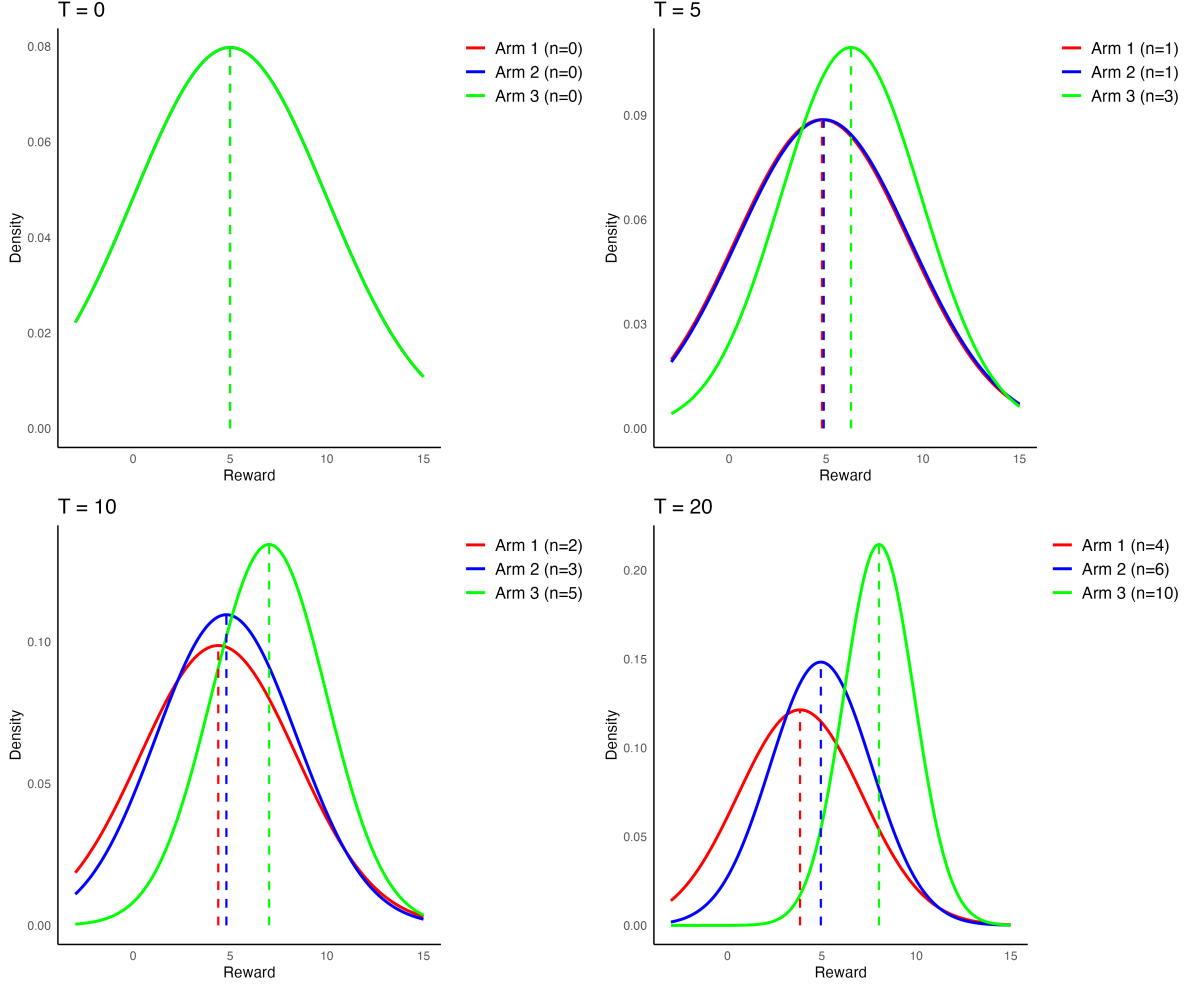 T = 0
Arm 1 (n=0)
Arm 2 (n=0)
Arm 3 (n=0)
Density
0.08
0.06
0.04
0.02
0.00
0 5 10 15
Reward
T = 5
Arm 1 (n=1)
Arm 2 (n=1)
Arm 3 (n=3)
Density
0.09
0.06
0.03
0.00
0 5 10 15
Reward
T = 10
Arm 1 (n=2)
Arm 2 (n=3)
Arm 3 (n=5)
Density
0.10
0.05
0.00
0 5 10 15
Reward
T = 20
Arm 1 (n=4)
Arm 2 (n=6)
Arm 3 (n=10)
Density
0.20
0.15
0.10
0.05
0.00
0 5 10 15
Reward